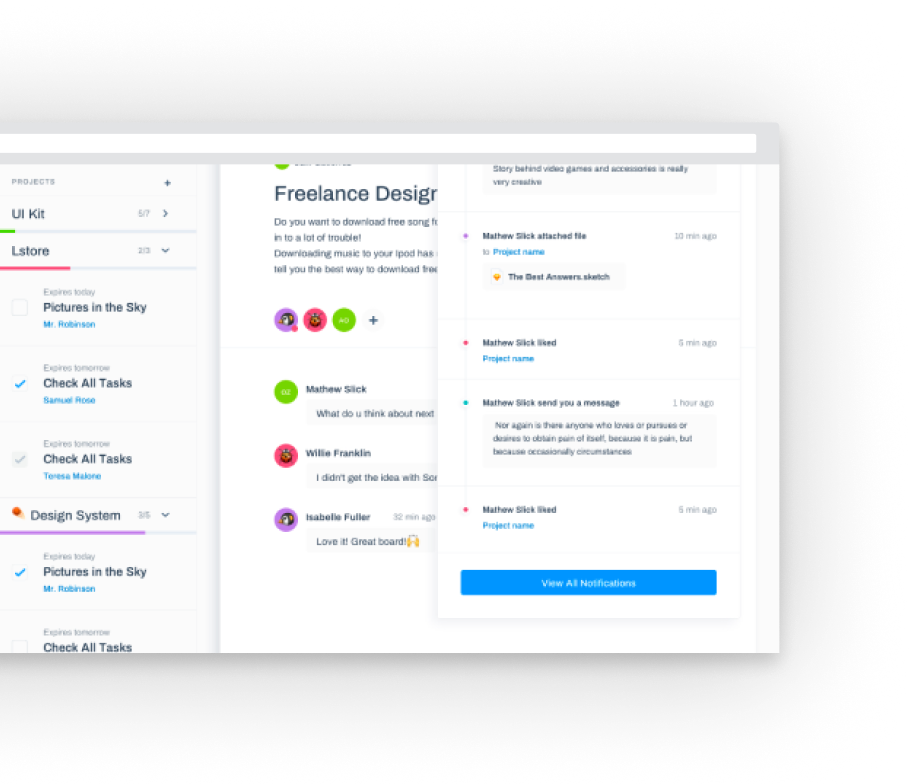 PROJECTS +
UI Kit 5/7
Lstore 2/3
Expires today
Pictures in the Sky
Mr. Robinson
Expires tomorrow
Check All Tasks
Samuel Rose
Expires tomorrow
Check All Tasks
Teresa Malone
Design System 3/5
Expires today
Pictures in the Sky
Mr. Robinson
Expires tomorrow
Check All Tasks
Freelance Design
Do you want to download free song
in to a lot of trouble!
Downloading music to your Ipod has
tell you the best way to download free
AO +
OZ
Mathew Slick
What do u think about next
Willie Franklin
I didn't get the idea with
Isabelle Fuller 32 min ago
Love it! Great board!🙌
Story behind video games and accessories is really
very creative
Mathew Slick attached file 10 min ago
to Project name
The Best Answers.sketch
Mathew Slick liked 5 min ago
Project name
Mathew Slick send you a message 1 hour ago
Nor again is there anyone who loves or pursues or
desires to obtain pain of itself, because it is pain, but
because occasionally circumstances
Mathew Slick liked 5 min ago
Project name
View All Notifications